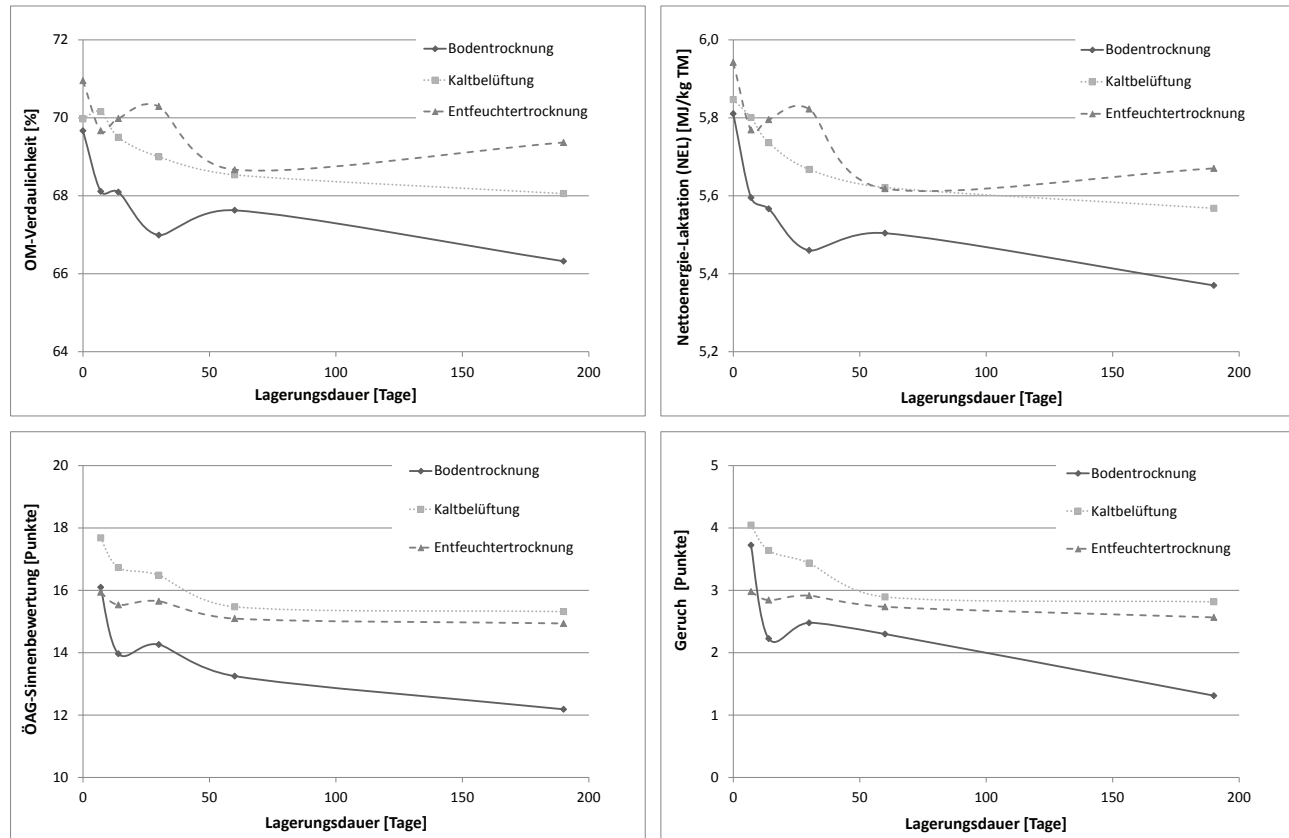 OM-Verdaulichkeit [%]
72
70
68
66
64
0
50
100
150
200
Lagerungsdauer [Tage]
Bodentrocknung
Kaltbelüftung
Entfeuchtertrocknung
Nettoenergie-Laktation (NEL) [MJ/kg TM]
6,0
5,8
5,6
5,4
5,2
0
50
100
150
200
Lagerungsdauer [Tage]
Bodentrocknung
Kaltbelüftung
Entfeuchtertrocknung
ÖAG-Sinnenbewertung [Punkte]
20
18
16
14
12
10
0
50
100
150
200
Lagerungsdauer [Tage]
Bodentrocknung
Kaltbelüftung
Entfeuchtertrocknung
Geruch [Punkte]
5
4
3
2
1
0
0
50
100
150
200
Lagerungsdauer [Tage]
Bodentrocknung
Kaltbelüftung
Entfeuchtertrocknung